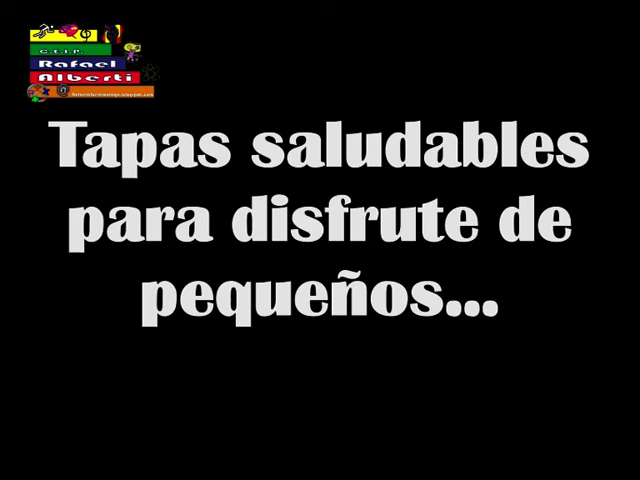 C.E.I.P.
Rafael
Alberti
Tapas saludables
para disfrute de
pequeños...